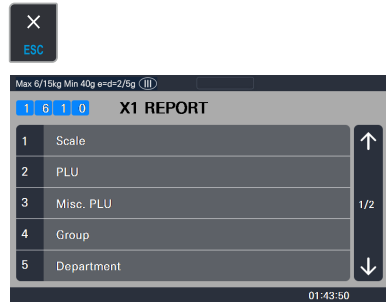 ×
ESC
Max 6/15kg Min 40g e=d=2/5g III
1 6 1 0 X1 REPORT
1 Scale
2 PLU
3 Misc. PLU
4 Group
5 Department
↑
1/2
↓
01:43:50